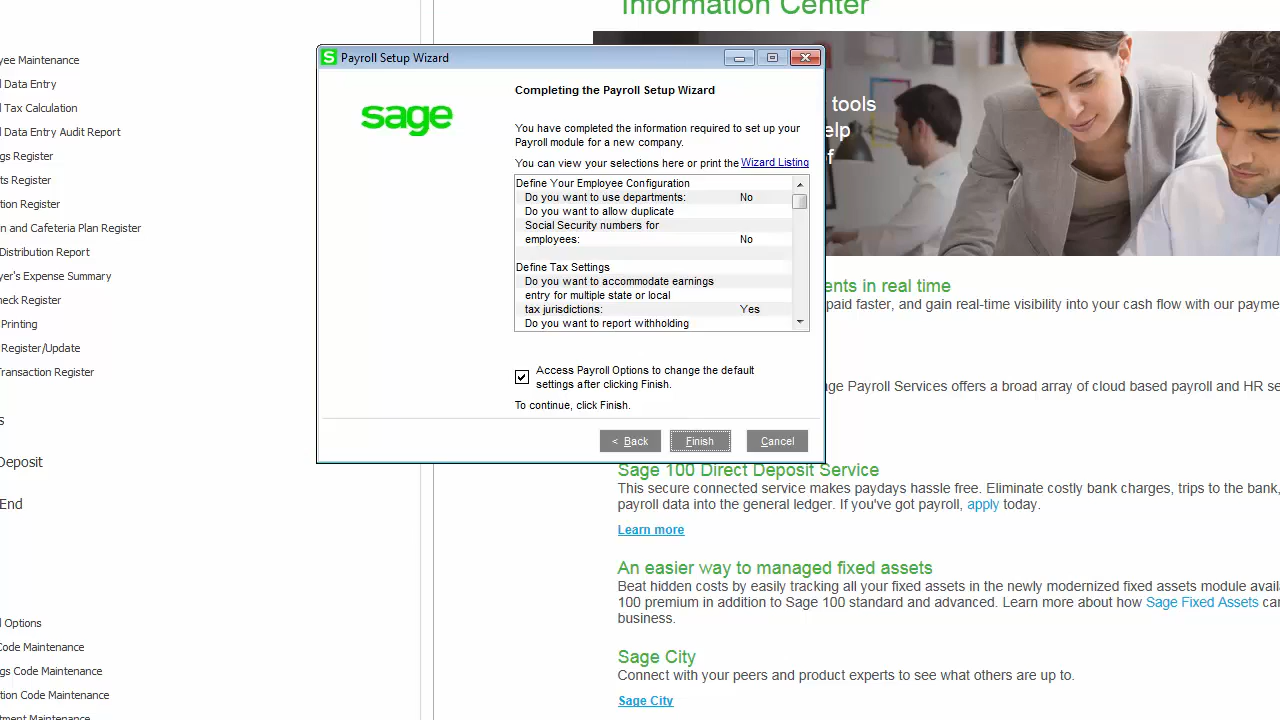 Information Center
yee Maintenance
Data Entry
Tax Calculation
Data Entry Audit Report
gs Register
ts Register
tion Register
n and Cafeteria Plan Register
Distribution Report
yer's Expense Summary
heck Register
Printing
Register/Update
Transaction Register
s
Deposit
End
Options
Code Maintenance
ngs Code Maintenance
tion Code Maintenance
tment Maintenance
S Payroll Setup Wizard
sage
Completing the Payroll Setup Wizard
You have completed the information required to set up your
Payroll module for a new company.
You can view your selections here or print the Wizard Listing
Define Your Employee Configuration
Do you want to use departments: No
Do you want to allow duplicate
Social Security numbers for
employees: No
Define Tax Settings
Do you want to accommodate earnings
entry for multiple state or local
tax jurisdictions: Yes
Do you want to report withholding
Access Payroll Options to change the default
settings after clicking Finish.
To continue, click Finish.
< Back Finish Cancel
tools
elp
of
ents in real time
paid faster, and gain real-time visibility into your cash flow with our payme
ge Payroll Services offers a broad array of cloud based payroll and HR se
Sage 100 Direct Deposit Service
This secure connected service makes paydays hassle free. Eliminate costly bank charges, trips to the bank,
payroll data into the general ledger. If you've got payroll, apply today.
Learn more
An easier way to managed fixed assets
Beat hidden costs by easily tracking all your fixed assets in the newly modernized fixed assets module avail
100 premium in addition to Sage 100 standard and advanced. Learn more about how Sage Fixed Assets can
business.
Sage City
Connect with your peers and product experts to see what others are up to.
Sage City